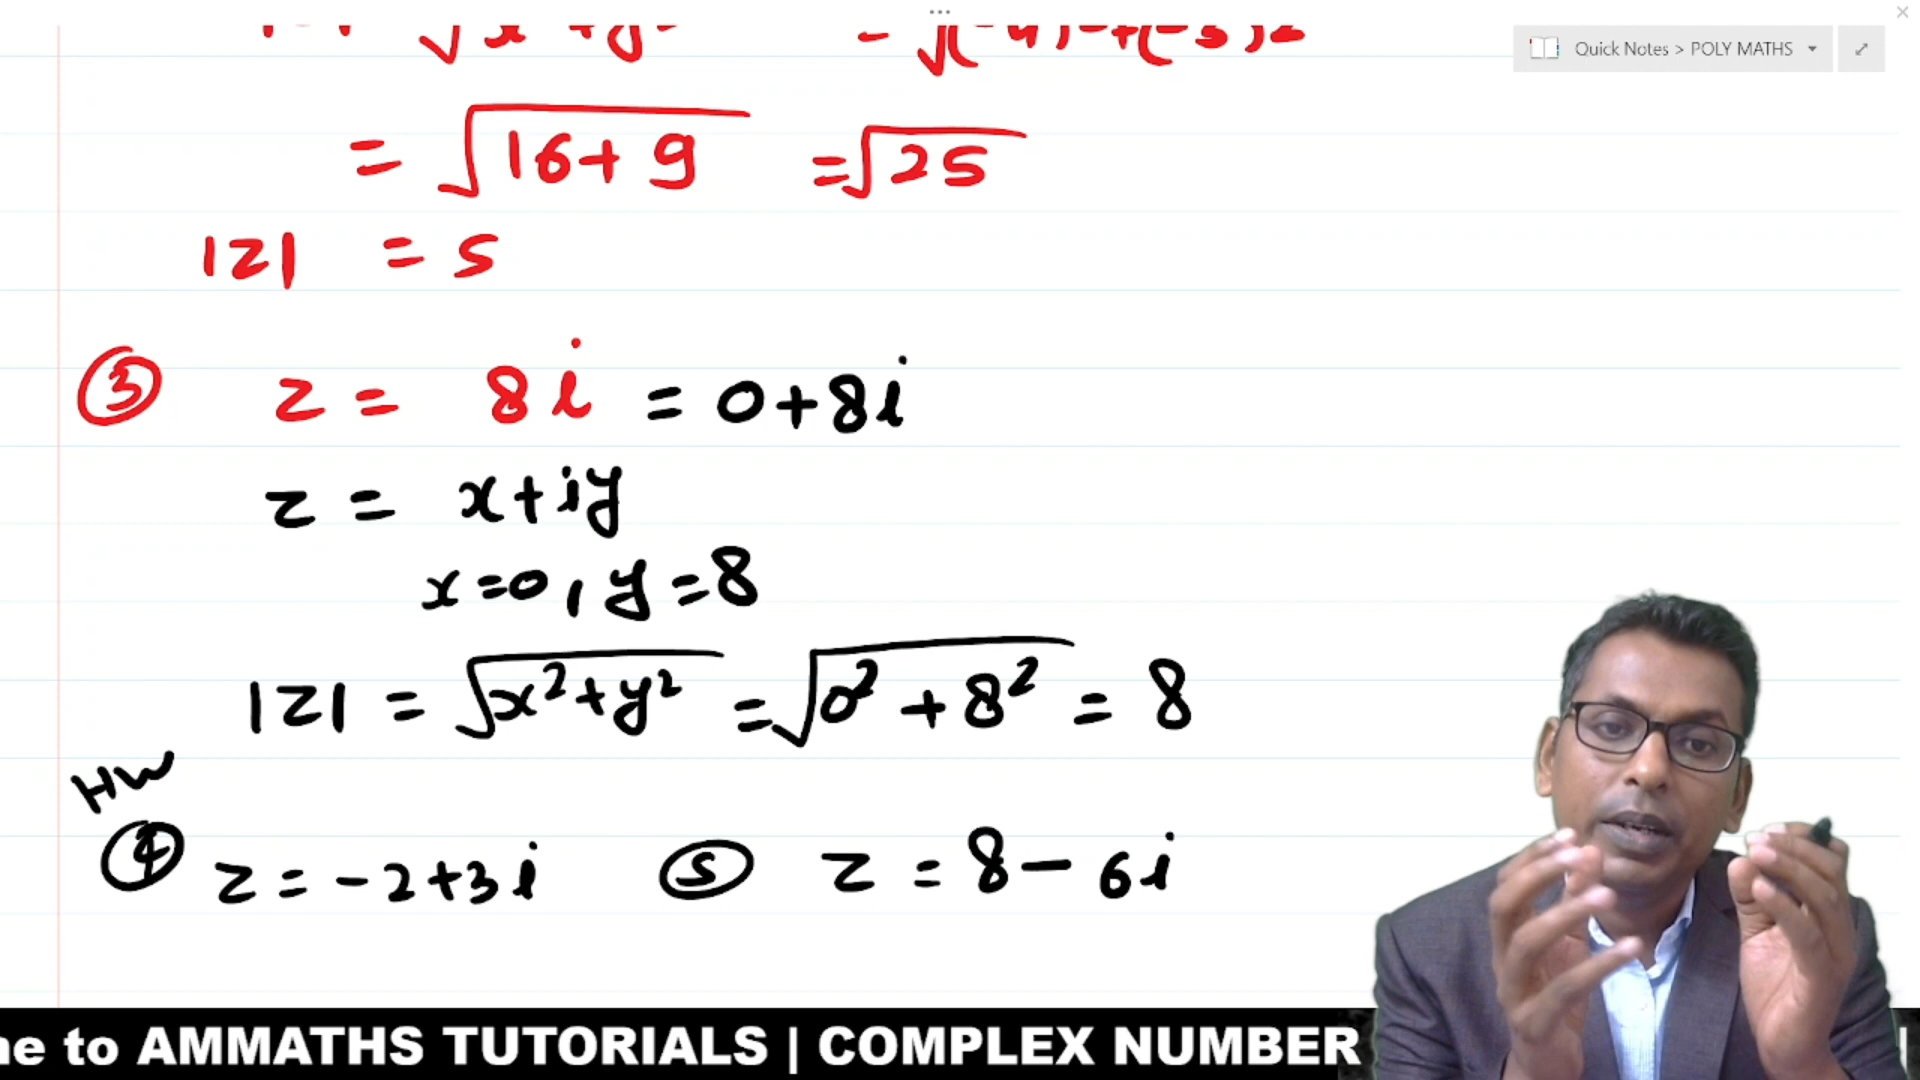 Quick Notes > POLY MATHS
= √16+9 = √25
|z| = 5
③ z = 8i = 0+8i
z = x+iy
x=0, y=8
|z| = √x²+y² = √0²+8² = 8
HW
④ z = -2+3i ⑤ z = 8-6i
ne to AMMATHS TUTORIALS | COMPLEX NUMBER